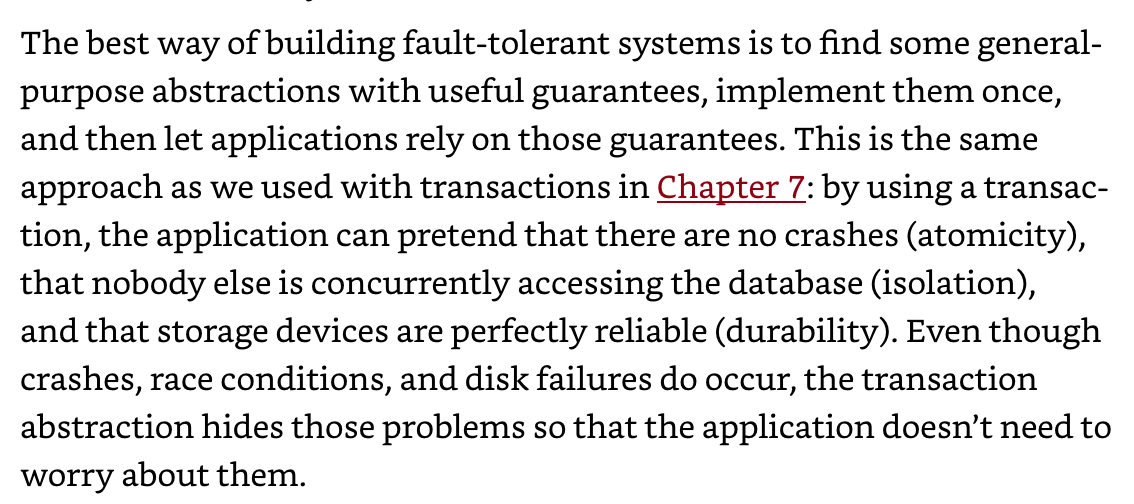 The best way of building fault-tolerant systems is to find some general-
purpose abstractions with useful guarantees, implement them once,
and then let applications rely on those guarantees. This is the same
approach as we used with transactions in Chapter 7: by using a transac-
tion, the application can pretend that there are no crashes (atomicity),
that nobody else is concurrently accessing the database (isolation),
and that storage devices are perfectly reliable (durability). Even though
crashes, race conditions, and disk failures do occur, the transaction
abstraction hides those problems so that the application doesn’t need to
worry about them.